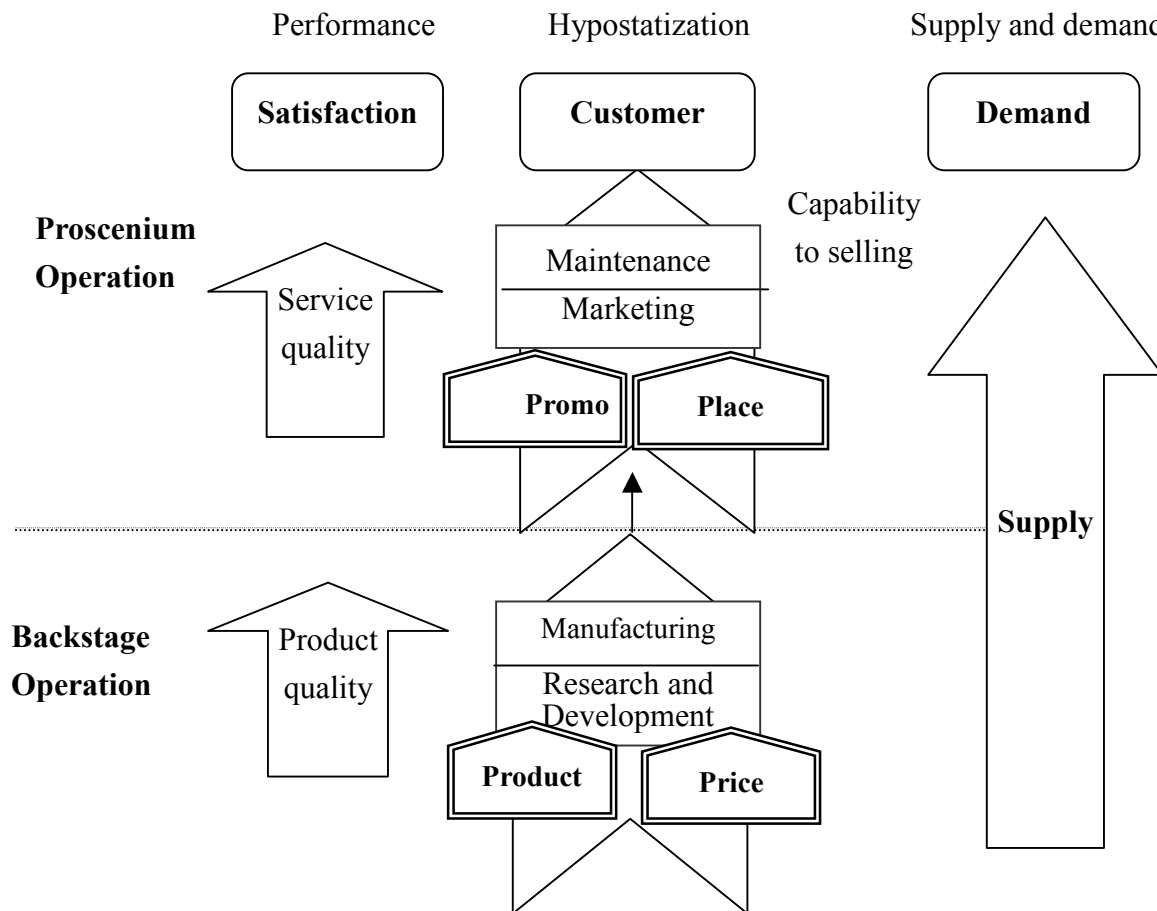 Performance
Hypostatization
Supply and demand
Satisfaction
Customer
Demand
Proscenium
Operation
Service
quality
Maintenance
Marketing
Capability
to selling
Promo
Place
Supply
Backstage
Operation
Product
quality
Manufacturing
Research and
Development
Product
Price